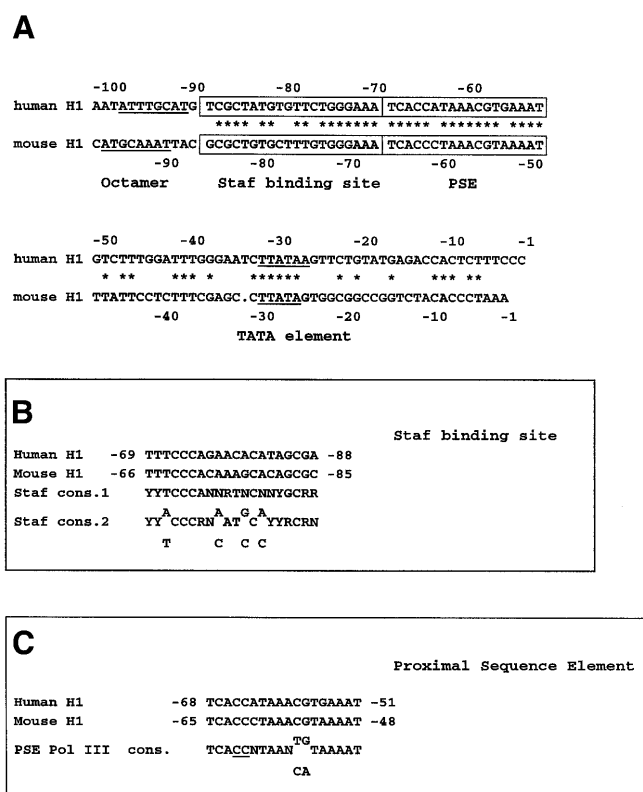 A
-100 -90 -80 -70 -60
human H1 AATATTTGCATG TCGCTATGTGTTCTGGGAAA TCACCATAAACGTGAAAT
**** ** ** ******* ***** ******* ****
mouse H1 CATGCAAATTAC GCGCTGTGCTTTGTGGGAAA TCACCCTAAACGTAAAAT
-90 -80 -70 -60 -50
Octamer Staf binding site PSE
-50 -40 -30 -20 -10 -1
human H1 GTCTTTGGATTTGGGAATCTTATAAGTTCTGTATGAGACCACTCTTTCCC
* ** *** * ****** * * * *** **
mouse H1 TTATTCCTCTTTCGAGC.CTTATAGTGGCGGCCGGTCTACACCCTAAA
-40 -30 -20 -10 -1
TATA element
B
Staf binding site
Human H1 -69 TTTCCCAGAACACATAGCGA -88
Mouse H1 -66 TTTCCCACAAAGCACAGCGC -85
Staf cons.1 YYTCCCANNRTNCNNYGCRR
A A G A
Staf cons.2 YY CCCRN AT C YYRCRN
T C C C
C
Proximal Sequence Element
Human H1 -68 TCACCATAAACGTGAAAT -51
Mouse H1 -65 TCACCCTAAACGTAAAAT -48
TG
PSE Pol III cons. TCACCNTAAN TAAAAT
CA